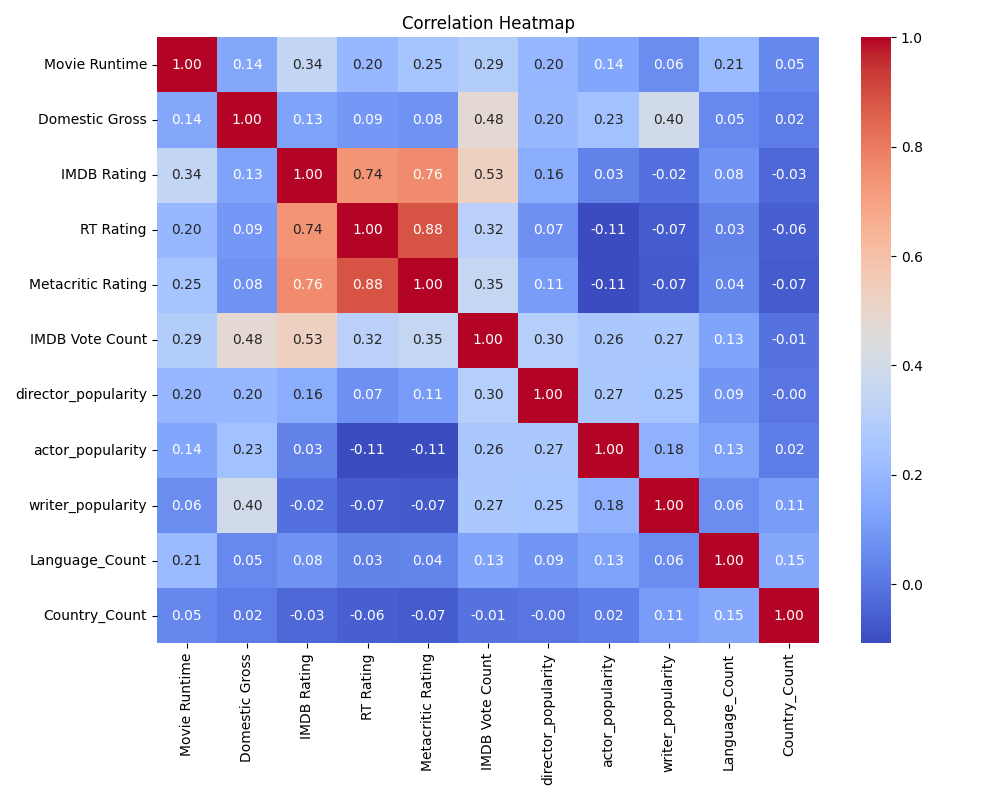 Correlation Heatmap
Movie Runtime 1.00 0.14 0.34 0.20 0.25 0.29 0.20 0.14 0.06 0.21 0.05
Domestic Gross 0.14 1.00 0.13 0.09 0.08 0.48 0.20 0.23 0.40 0.05 0.02
IMDB Rating 0.34 0.13 1.00 0.74 0.76 0.53 0.16 0.03 -0.02 0.08 -0.03
RT Rating 0.20 0.09 0.74 1.00 0.88 0.32 0.07 -0.11 -0.07 0.03 -0.06
Metacritic Rating 0.25 0.08 0.76 0.88 1.00 0.35 0.11 -0.11 -0.07 0.04 -0.07
IMDB Vote Count 0.29 0.48 0.53 0.32 0.35 1.00 0.30 0.26 0.27 0.13 -0.01
director_popularity 0.20 0.20 0.16 0.07 0.11 0.30 1.00 0.27 0.25 0.09 -0.00
actor_popularity 0.14 0.23 0.03 -0.11 -0.11 0.26 0.27 1.00 0.18 0.13 0.02
writer_popularity 0.06 0.40 -0.02 -0.07 -0.07 0.27 0.25 0.18 1.00 0.06 0.11
Language_Count 0.21 0.05 0.08 0.03 0.04 0.13 0.09 0.13 0.06 1.00 0.15
Country_Count 0.05 0.02 -0.03 -0.06 -0.07 -0.01 -0.00 0.02 0.11 0.15 1.00
Movie Runtime
Domestic Gross
IMDB Rating
RT Rating
Metacritic Rating
IMDB Vote Count
director_popularity
actor_popularity
writer_popularity
Language_Count
Country_Count
1.0
0.8
0.6
0.4
0.2
0.0